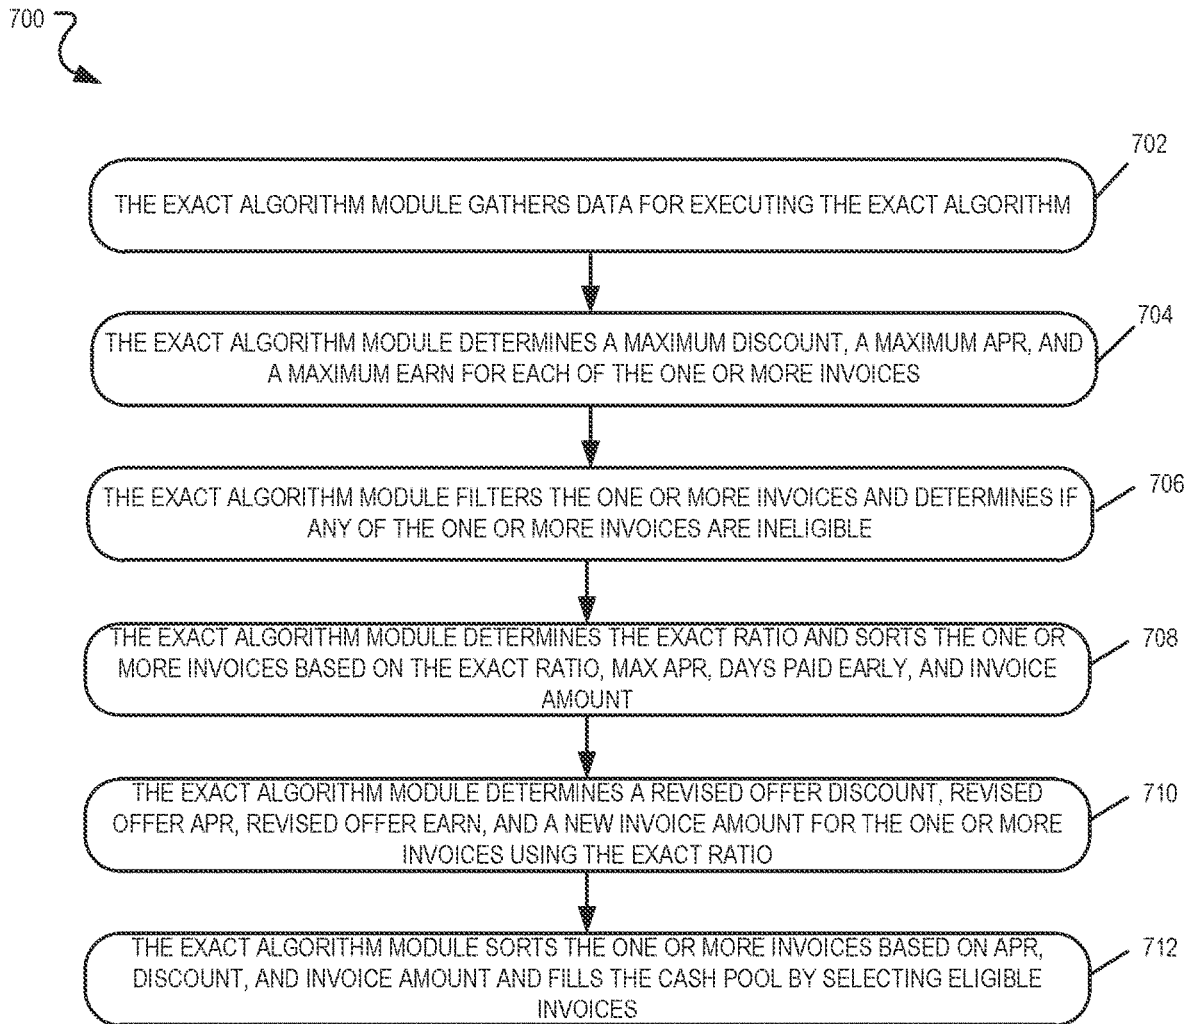 700
702
THE EXACT ALGORITHM MODULE GATHERS DATA FOR EXECUTING THE EXACT ALGORITHM
704
THE EXACT ALGORITHM MODULE DETERMINES A MAXIMUM DISCOUNT, A MAXIMUM APR, AND
A MAXIMUM EARN FOR EACH OF THE ONE OR MORE INVOICES
706
THE EXACT ALGORITHM MODULE FILTERS THE ONE OR MORE INVOICES AND DETERMINES IF
ANY OF THE ONE OR MORE INVOICES ARE INELIGIBLE
708
THE EXACT ALGORITHM MODULE DETERMINES THE EXACT RATIO AND SORTS THE ONE OR
MORE INVOICES BASED ON THE EXACT RATIO, MAX APR, DAYS PAID EARLY, AND INVOICE
AMOUNT
710
THE EXACT ALGORITHM MODULE DETERMINES A REVISED OFFER DISCOUNT, REVISED
OFFER APR, REVISED OFFER EARN, AND A NEW INVOICE AMOUNT FOR THE ONE OR MORE
INVOICES USING THE EXACT RATIO
712
THE EXACT ALGORITHM MODULE SORTS THE ONE OR MORE INVOICES BASED ON APR,
DISCOUNT, AND INVOICE AMOUNT AND FILLS THE CASH POOL BY SELECTING ELIGIBLE
INVOICES